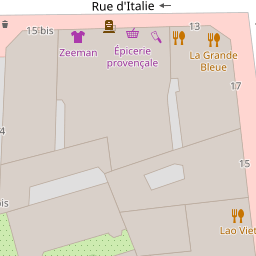 Rue d'Italie ←
15 bis
13
Zeeman
Épicerie
provençale
La Grande
Bleue
17
4
15
bis
Lao Viet